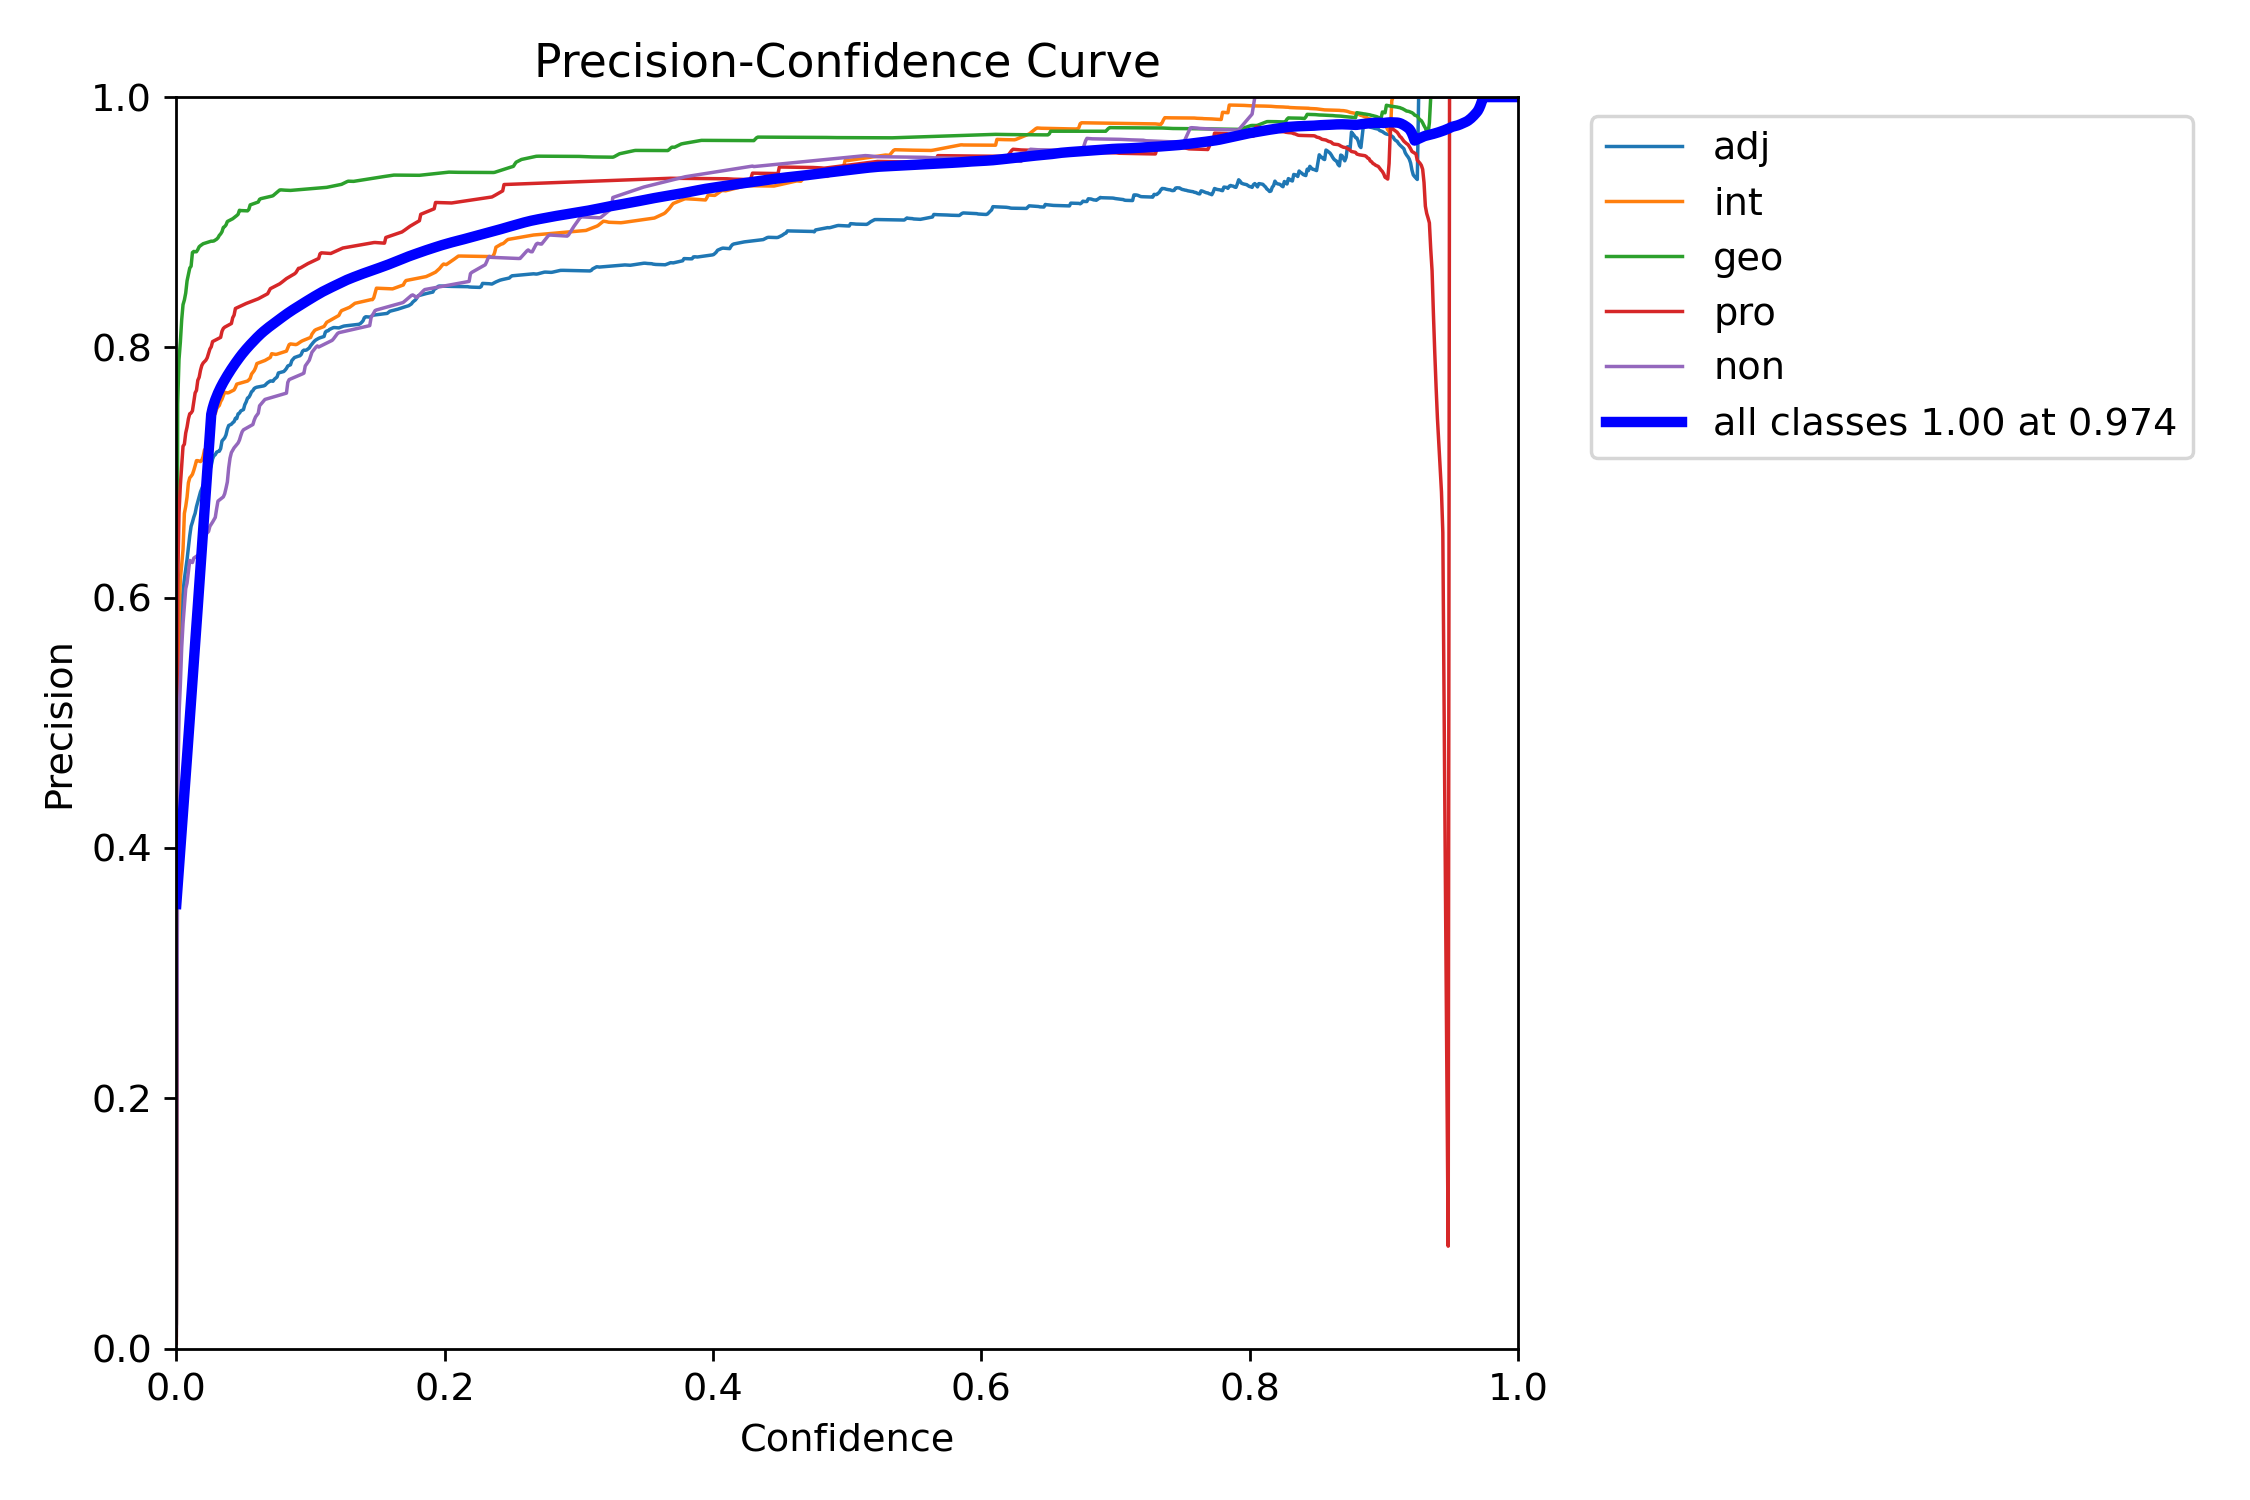 Precision-Confidence Curve
1.0
0.8
0.6
0.4
0.2
0.0
Precision
0.0 0.2 0.4 0.6 0.8 1.0
Confidence
adj
int
geo
pro
non
all classes 1.00 at 0.974